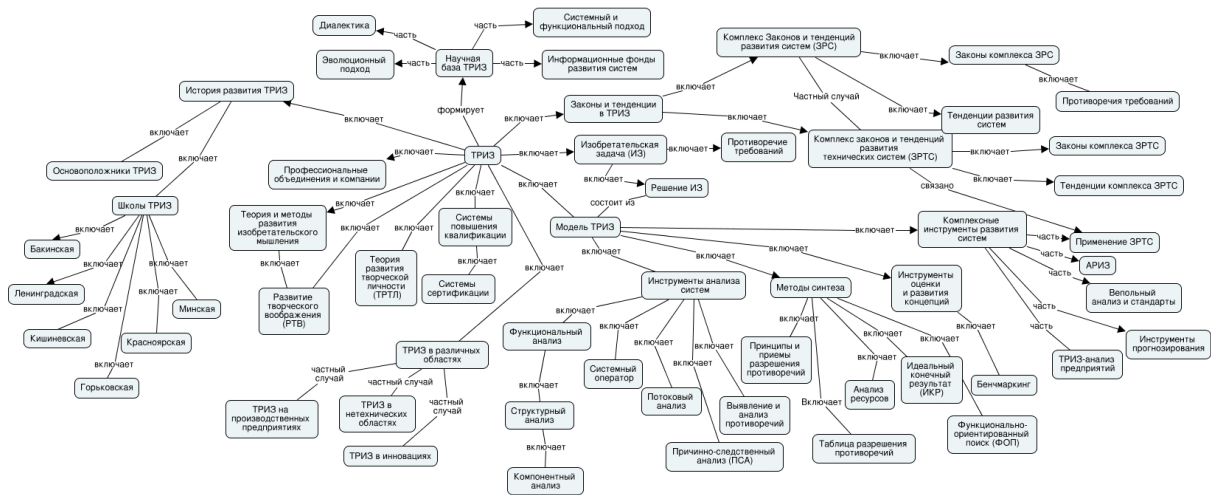 Диалектика
часть
часть
Системный и
функциональный подход
Эволюционный
подход
часть
Научная
база ТРИЗ
часть
Информационные фонды
развития систем
формирует
История развития ТРИЗ
включает
включает
включает
Основоположники ТРИЗ
Школы ТРИЗ
включает
Бакинская
включает
Ленинградская
включает
Кишиневская
включает
Горьковская
включает
Красноярская
включает
Минская
ТРИЗ
включает
Законы и тенденции
в ТРИЗ
включает
включает
Комплекс Законов и тенденций
развития систем (ЗРС)
включает
Законы комплекса ЗРС
включает
Противоречия требований
Частный случай
включает
Тенденции развития
систем
Комплекс законов и тенденций
развития
технических систем (ЗРТС)
включает
Законы комплекса ЗРТС
включает
Тенденции комплекса ЗРТС
связано
включает
Изобретательская
задача (ИЗ)
включает
Противоречие
требований
включает
Решение ИЗ
состоит из
включает
Модель ТРИЗ
включает
Профессиональные
объединения и компании
включает
Теория и методы
развития
изобретательского
мышления
включает
включает
Развитие
творческого
воображения
(РТВ)
включает
Теория
развития
творческой
личности
(ТРТЛ)
включает
Системы
повышения
квалификации
включает
Системы
сертификации
включает
ТРИЗ в различных
областях
частный
случай
ТРИЗ на
производственных
предприятиях
частный случай
ТРИЗ в
нетехнических
областях
частный
случай
ТРИЗ в инновациях
включает
Инструменты анализа
систем
включает
Функциональный
анализ
включает
Структурный
анализ
включает
Компонентный
анализ
включает
Системный
оператор
включает
Потоковый
анализ
включает
Причинно-следственный
анализ (ПСА)
включает
Выявление и
анализ
противоречий
включает
Методы синтеза
включает
Принципы и
приемы
разрешения
противоречий
Включает
Таблица разрешения
противоречий
включает
Анализ
ресурсов
включает
Идеальный
конечный
результат
(ИКР)
включает
Функционально-
ориентированный
поиск (ФОП)
включает
Инструменты
оценки
и развития
концепций
включает
Бенчмаркинг
включает
Комплексные
инструменты развития
систем
часть
Применение ЗРТС
часть
АРИЗ
часть
Вепольный
анализ и стандарты
часть
Инструменты
прогнозирования
часть
ТРИЗ-анализ
предприятий